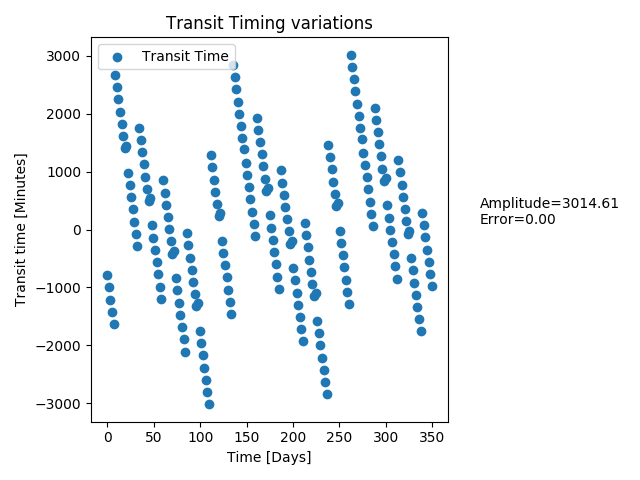 Transit Timing variations
Transit Time
3000
2000
1000
0
−1000
−2000
−3000
Transit time [Minutes]
Amplitude=3014.61
Error=0.00
0 50 100 150 200 250 300 350
Time [Days]